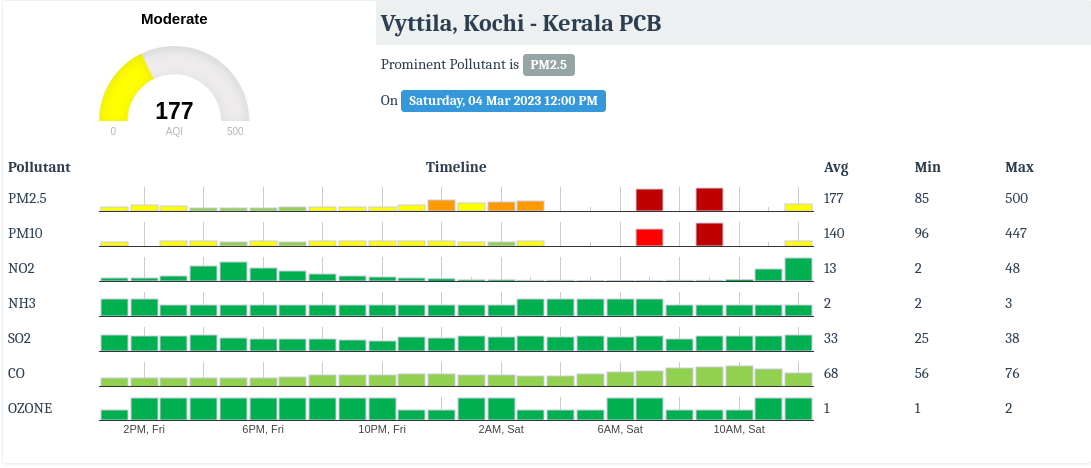 Moderate
Vyttila, Kochi - Kerala PCB
Prominent Pollutant is PM2.5
On Saturday, 04 Mar 2023 12:00 PM
177
0 AQI 500
Pollutant Timeline Avg Min Max
PM2.5 177 85 500
PM10 140 96 447
NO2 13 2 48
NH3 2 2 3
SO2 33 25 38
CO 68 56 76
OZONE 1 1 2
2PM, Fri 6PM, Fri 10PM, Fri 2AM, Sat 6AM, Sat 10AM, Sat